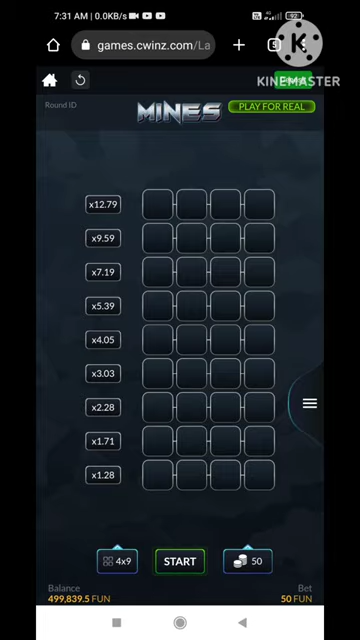 7:31 AM | 0.0KB/s
92
games.cwinz.com/La
K
KINEMASTER
Round ID
MINES
PLAY FOR REAL
x12.79
x9.59
x7.19
x5.39
x4.05
x3.03
x2.28
x1.71
x1.28
4x9
START
50
Balance
Bet
499,839.5 FUN
50 FUN